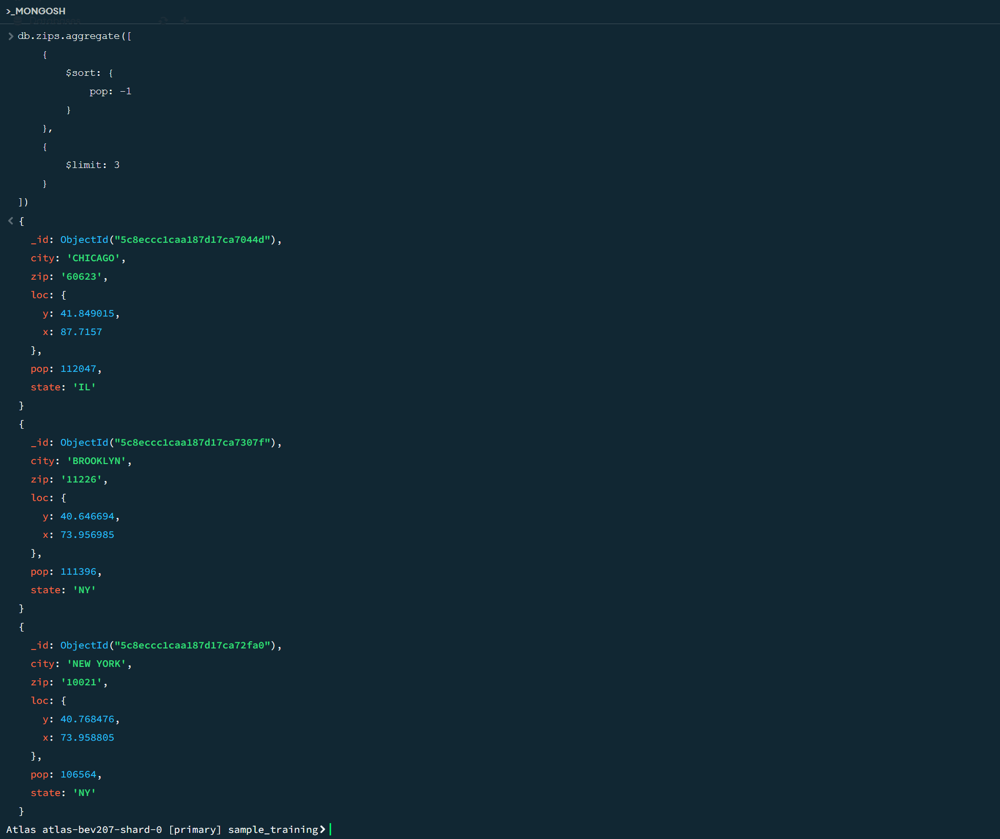 >_MONGOSH
Databases
> db.zips.aggregate([
{
$sort: {
pop: -1
}
},
{
$limit: 3
}
])
< {
_id: ObjectId("5c8eccc1caa187d17ca7044d"),
city: 'CHICAGO',
zip: '60623',
loc: {
y: 41.849015,
x: 87.7157
},
pop: 112047,
state: 'IL'
}
{
_id: ObjectId("5c8eccc1caa187d17ca7307f"),
city: 'BROOKLYN',
zip: '11226',
loc: {
y: 40.646694,
x: 73.956985
},
pop: 111396,
state: 'NY'
}
{
_id: ObjectId("5c8eccc1caa187d17ca72fa0"),
city: 'NEW YORK',
zip: '10021',
loc: {
y: 40.768476,
x: 73.958805
},
pop: 106564,
state: 'NY'
}
Atlas atlas-bev207-shard-0 [primary] sample_training>